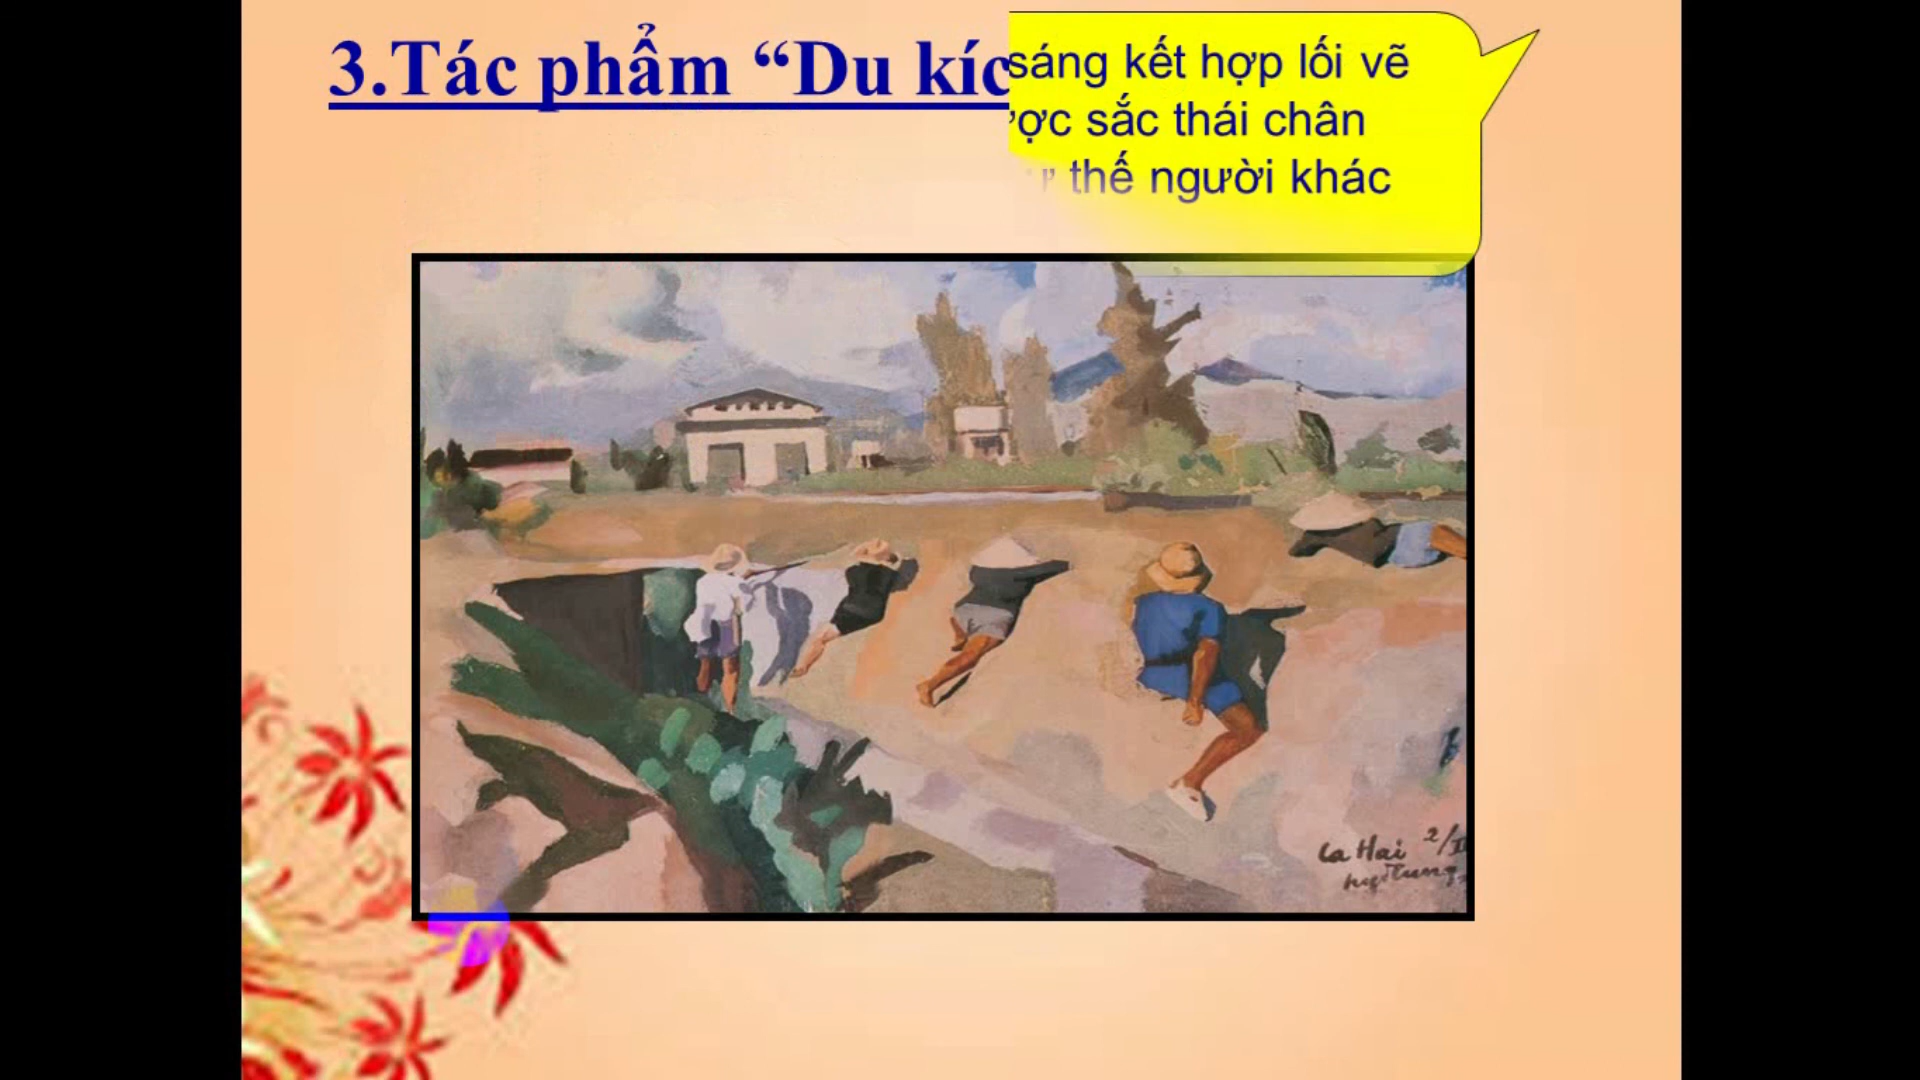 3.Tác phẩm “Du kíc
sáng kết hợp lối vẽ
ợc sắc thái chân
thế người khác
La Hai 2/